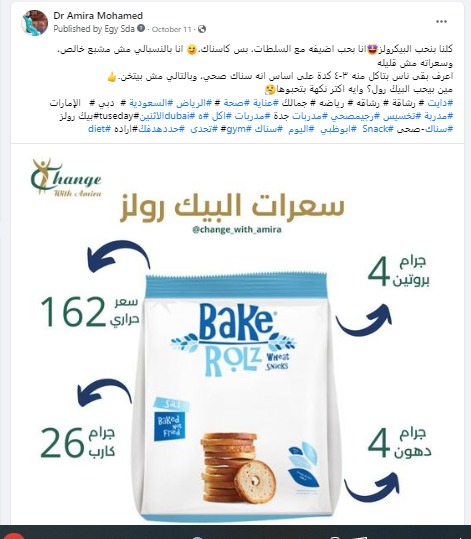 Dr Amira Mohamed
Published by Egy Sda · October 11 ·
كلنا بنحب البيكرولز🤩انا بحب اضيفه مع السلطات، بس كاسناك.😏 انا بالنسبالي مش مشبع خالص،
وسعراته مش قليله
اعرف بقى ناس بتاكل منه ٣-٤ كدة على اساس انه سناك صحي، وبالتالي مش بيتخن.👍
مين بيحب البيك رول؟ وايه اكتر نكهة بتحبوها🤔
#دايت # رشاقة # رشاقه # رياضه # جمالك #عناية #صحة # #الرياض #السعودية # دبي # الإمارات
#مدربة #تخسيس #رجيمصحي #مدربات جدة #مدربات #اكل #ه #dubaiالاثنين#tuseday#بيك رولز
#سناك-صحى #Snack #ابوظبي #اليوم #سناك #gym# #تحدى #حددهدفك#اراده #diet
Change
With Amira
سعرات البيك رولز
@change_with_amira
4 جرام
بروتين
162 سعر
حراري
BaKe
ROLZ WHeaT
SNaCKS
SaLT
BaKeD
NoT
FRieD
26 جرام
كارب
4 جرام
دهون